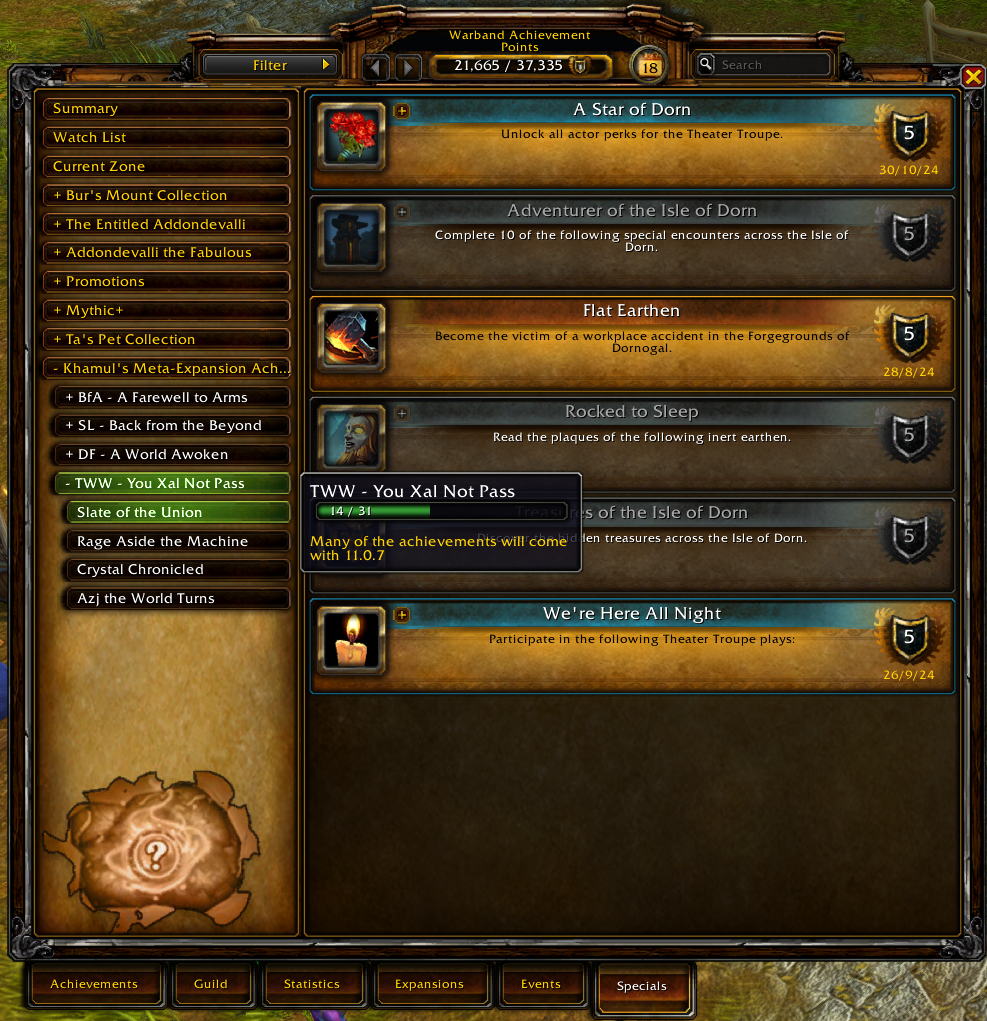 Warband Achievement
Points
Filter
21,665 / 37,335
18
Search
Summary
Watch List
Current Zone
+ Bur's Mount Collection
+ The Entitled Addondevalli
+ Addondevalli the Fabulous
+ Promotions
+ Mythic+
+ Ta's Pet Collection
- Khamul's Meta-Expansion Ach...
+ BfA - A Farewell to Arms
+ SL - Back from the Beyond
+ DF - A World Awoken
- TWW - You Xal Not Pass
Slate of the Union
Rage Aside the Machine
Crystal Chronicled
Azj the World Turns
A Star of Dorn
Unlock all actor perks for the Theater Troupe.
5
30/10/24
Adventurer of the Isle of Dorn
Complete 10 of the following special encounters across the Isle of
Dorn.
5
Flat Earthen
Become the victim of a workplace accident in the Forgegrounds of
Dornogal.
5
28/8/24
Rocked to Sleep
Read the plaques of the following inert earthen.
5
TWW - You Xal Not Pass
14 / 31
Many of the achievements will come
with 11.0.7
Treasures of the Isle of Dorn
Discover the hidden treasures across the Isle of Dorn.
5
We're Here All Night
Participate in the following Theater Troupe plays:
5
26/9/24
?
Achievements
Guild
Statistics
Expansions
Events
Specials